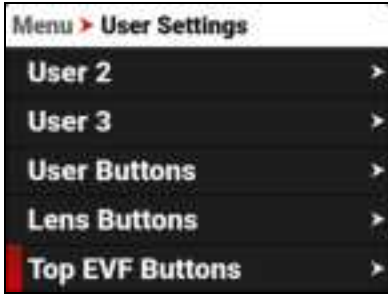 Menu > User Settings
User 2
User 3
User Buttons
Lens Buttons
Top EVF Buttons